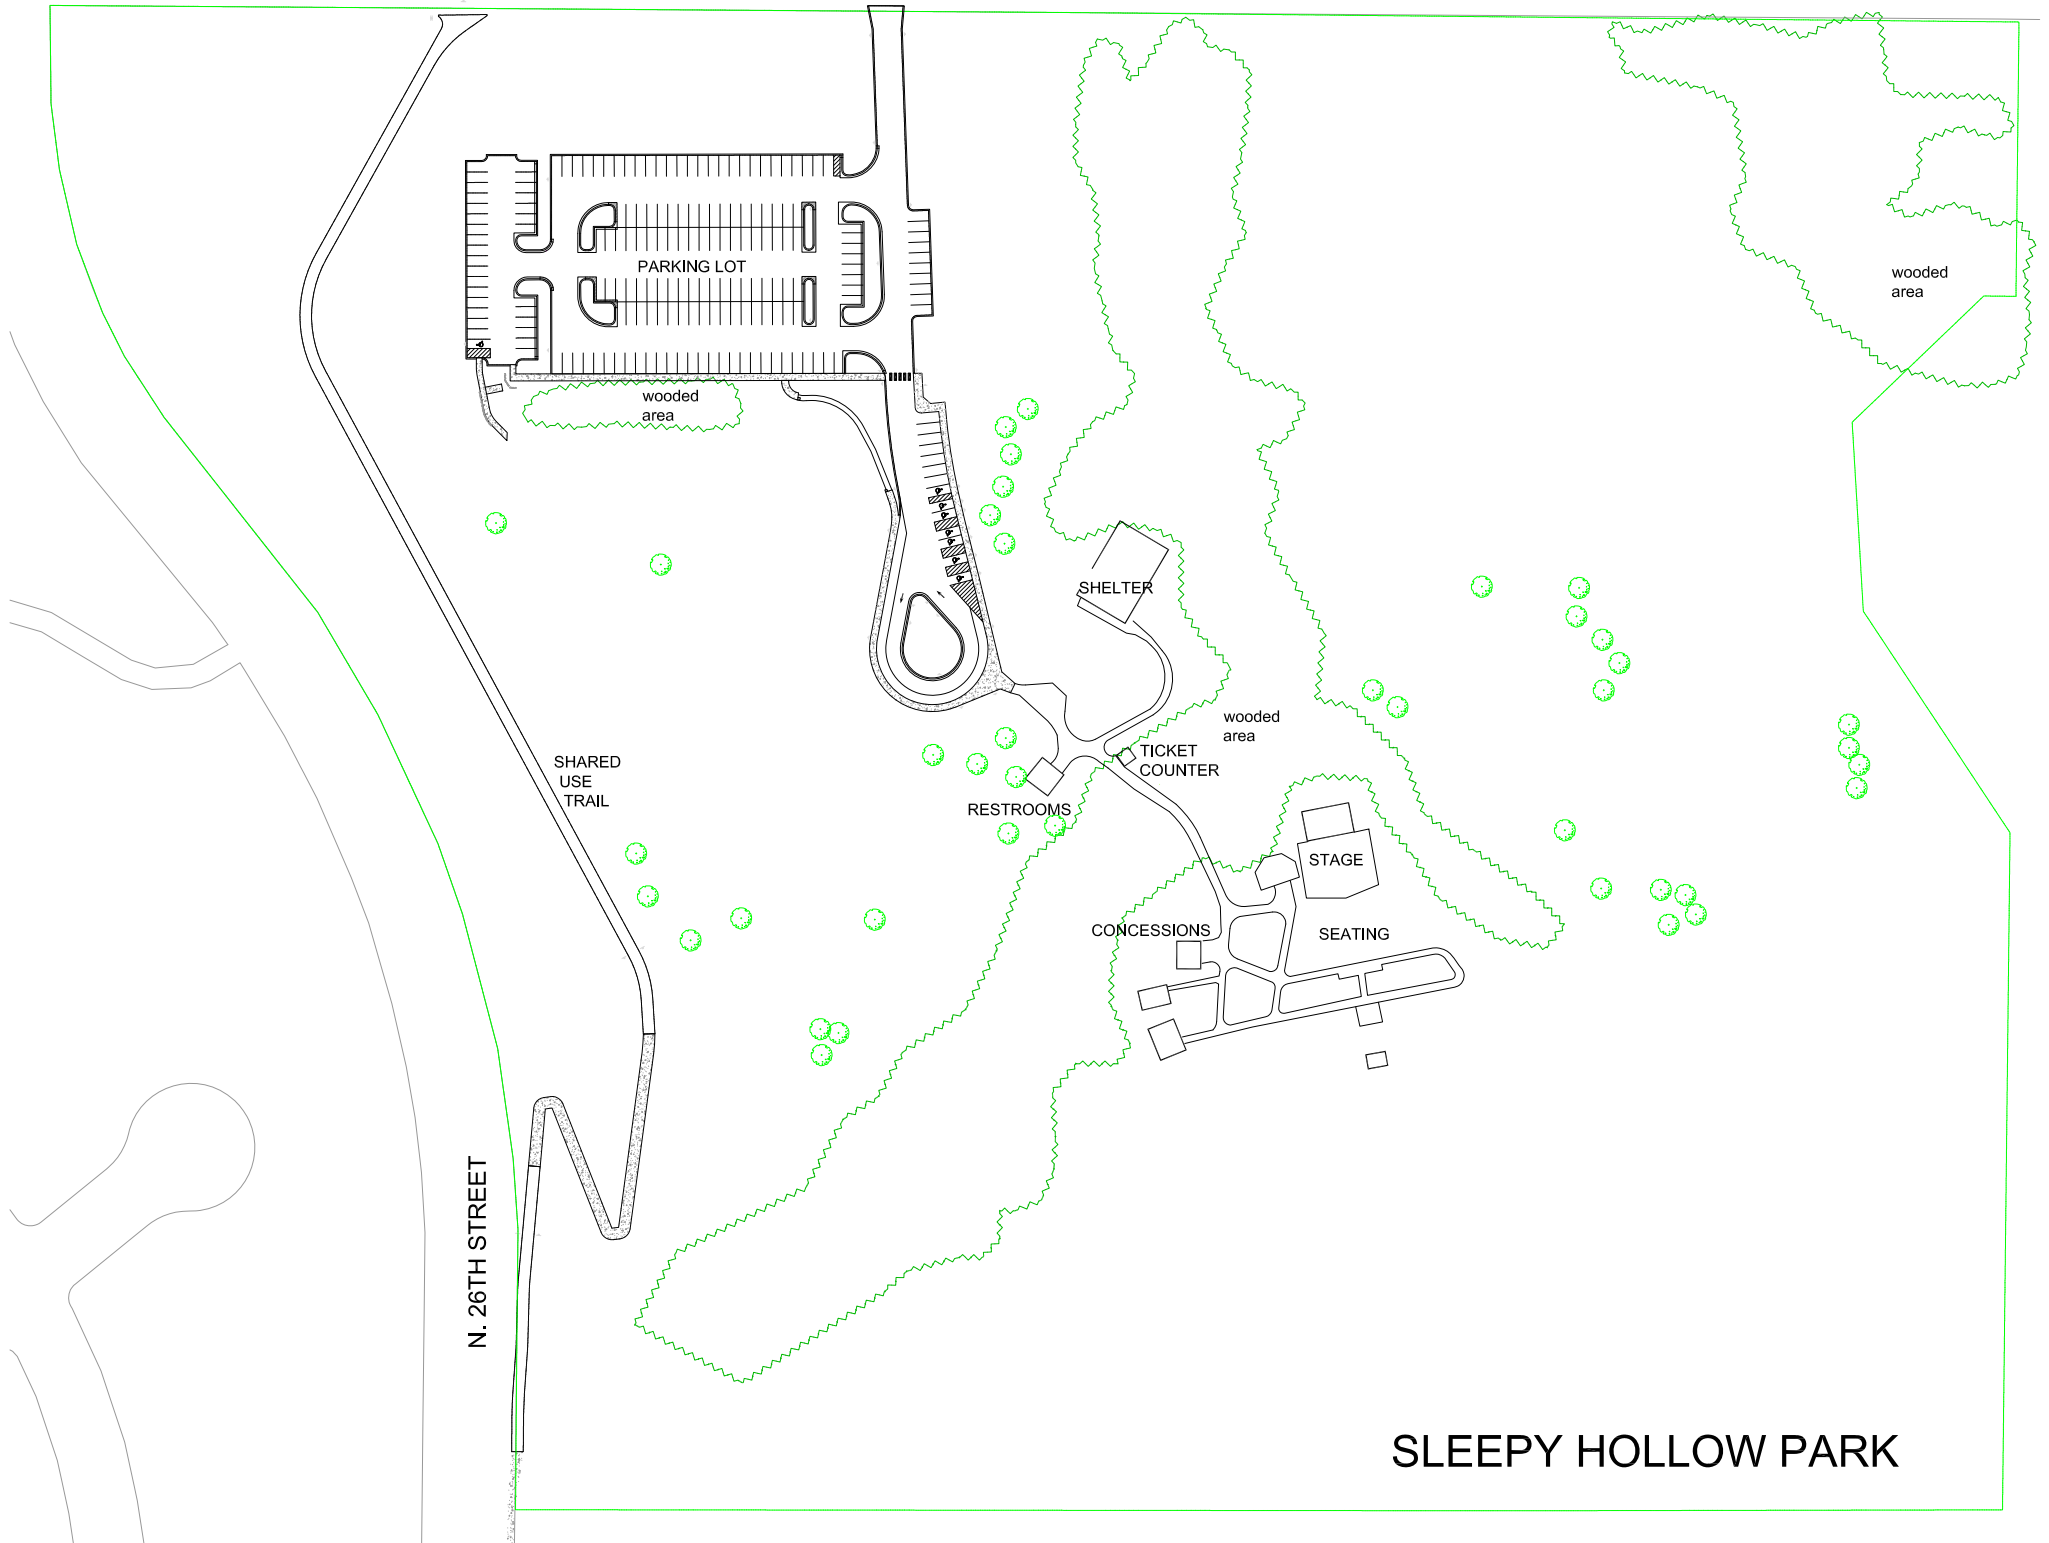 PARKING LOT
wooded
area
wooded
area
SHELTER
wooded
area
TICKET
COUNTER
SHARED
USE
TRAIL
RESTROOMS
STAGE
CONCESSIONS
SEATING
N. 26TH STREET
SLEEPY HOLLOW PARK